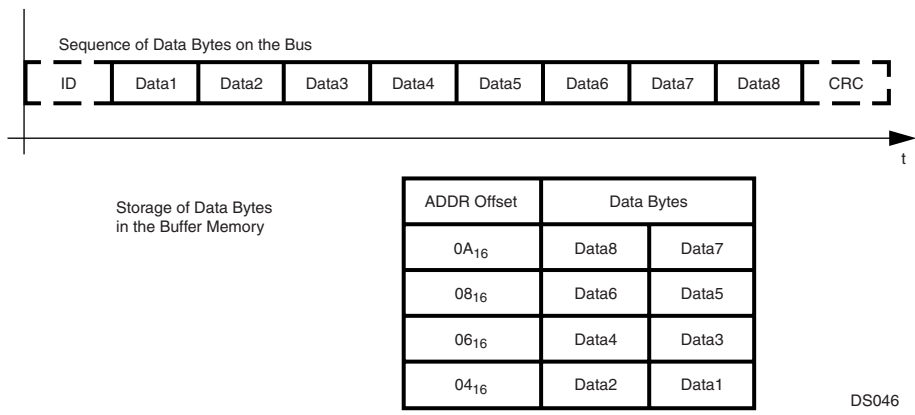 Sequence of Data Bytes on the Bus
ID Data1 Data2 Data3 Data4 Data5 Data6 Data7 Data8 CRC
t
Storage of Data Bytes
in the Buffer Memory
ADDR Offset Data Bytes
0A16 Data8 Data7
0816 Data6 Data5
0616 Data4 Data3
0416 Data2 Data1
DS046